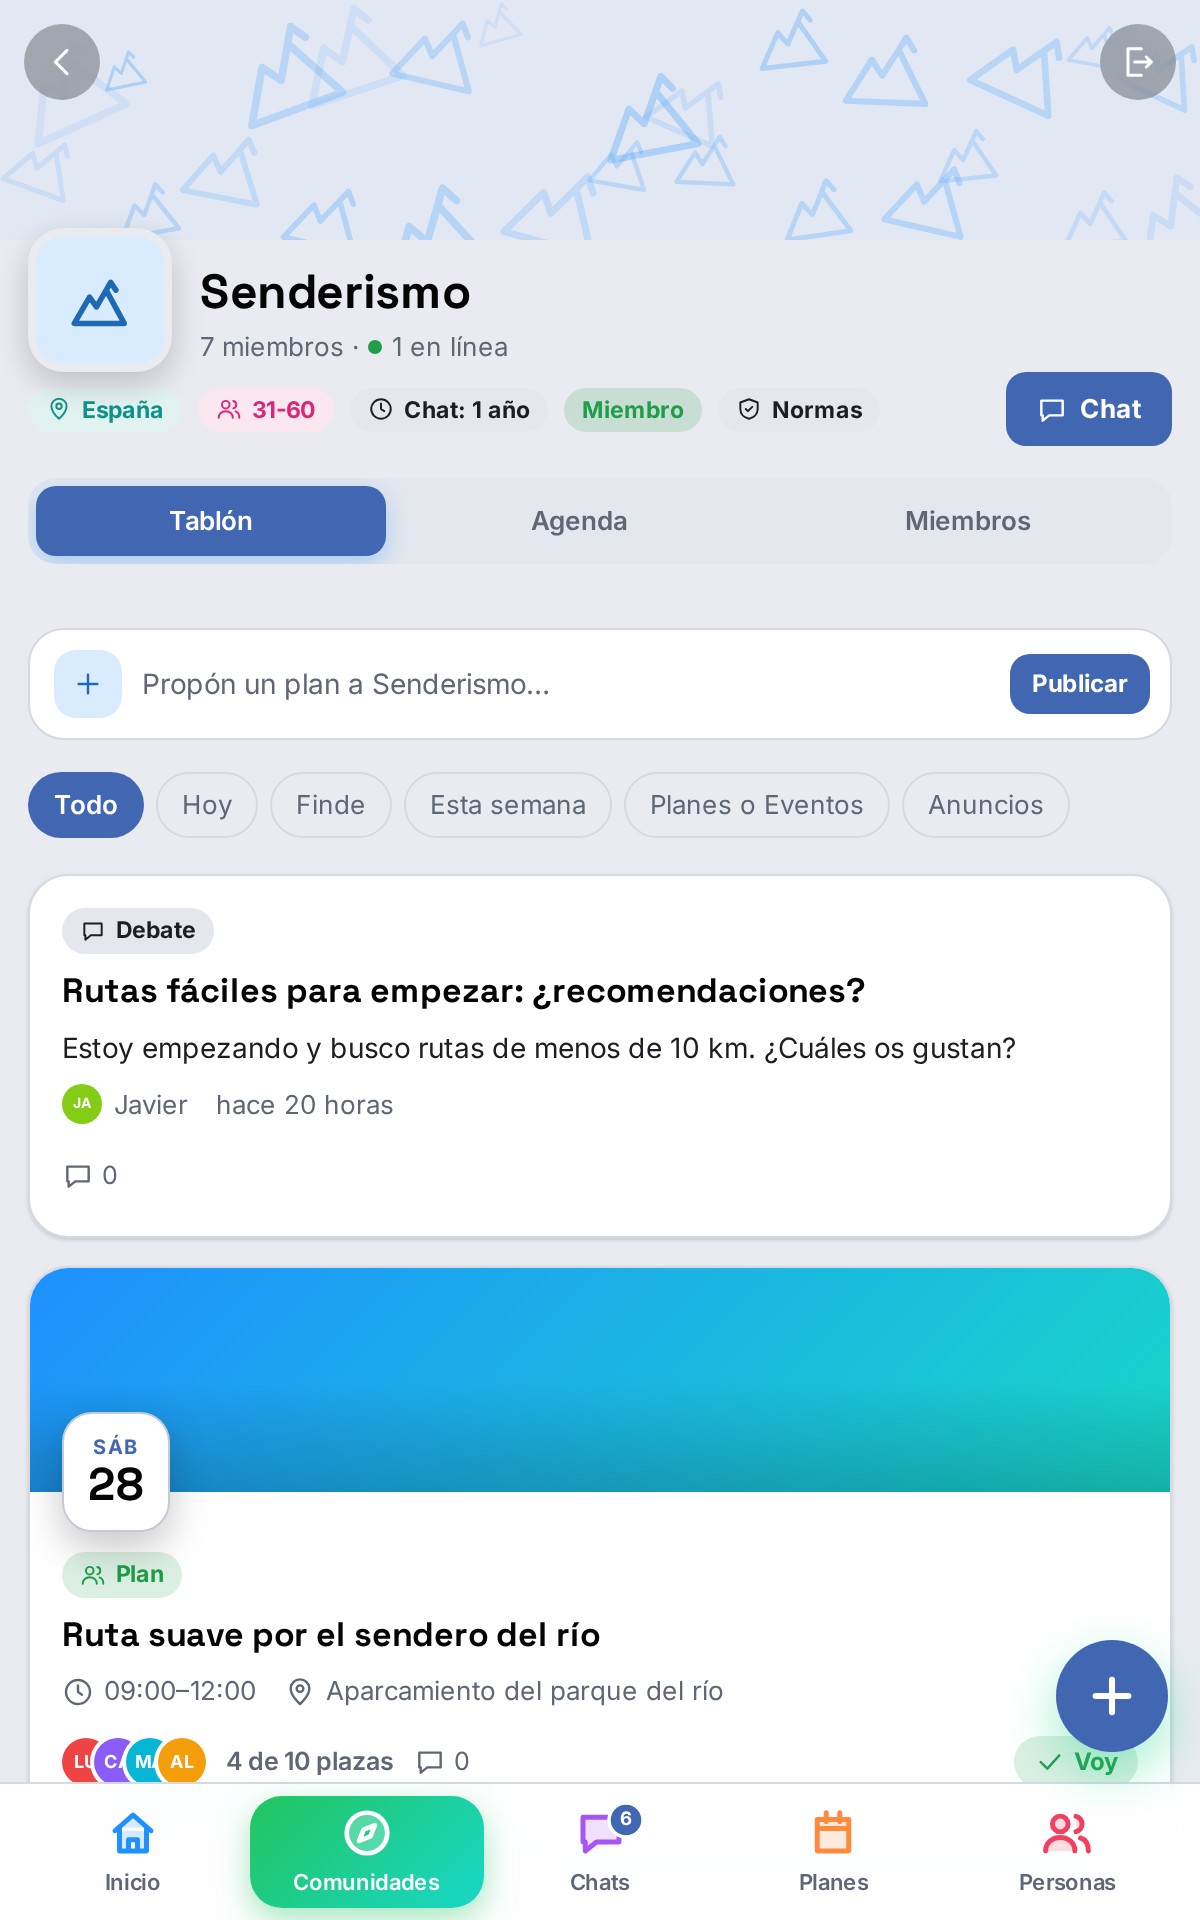 Senderismo
7 miembros · 1 en línea
España 31-60 Chat: 1 año Miembro Normas Chat
Tablón Agenda Miembros
Propón un plan a Senderismo... Publicar
Todo Hoy Finde Esta semana Planes o Eventos Anuncios
Debate
Rutas fáciles para empezar: ¿recomendaciones?
Estoy empezando y busco rutas de menos de 10 km. ¿Cuáles os gustan?
JA Javier hace 20 horas
0
SÁB
28
Plan
Ruta suave por el sendero del río
09:00–12:00 Aparcamiento del parque del río
AL 4 de 10 plazas 0 Voy
6
Inicio Comunidades Chats Planes Personas